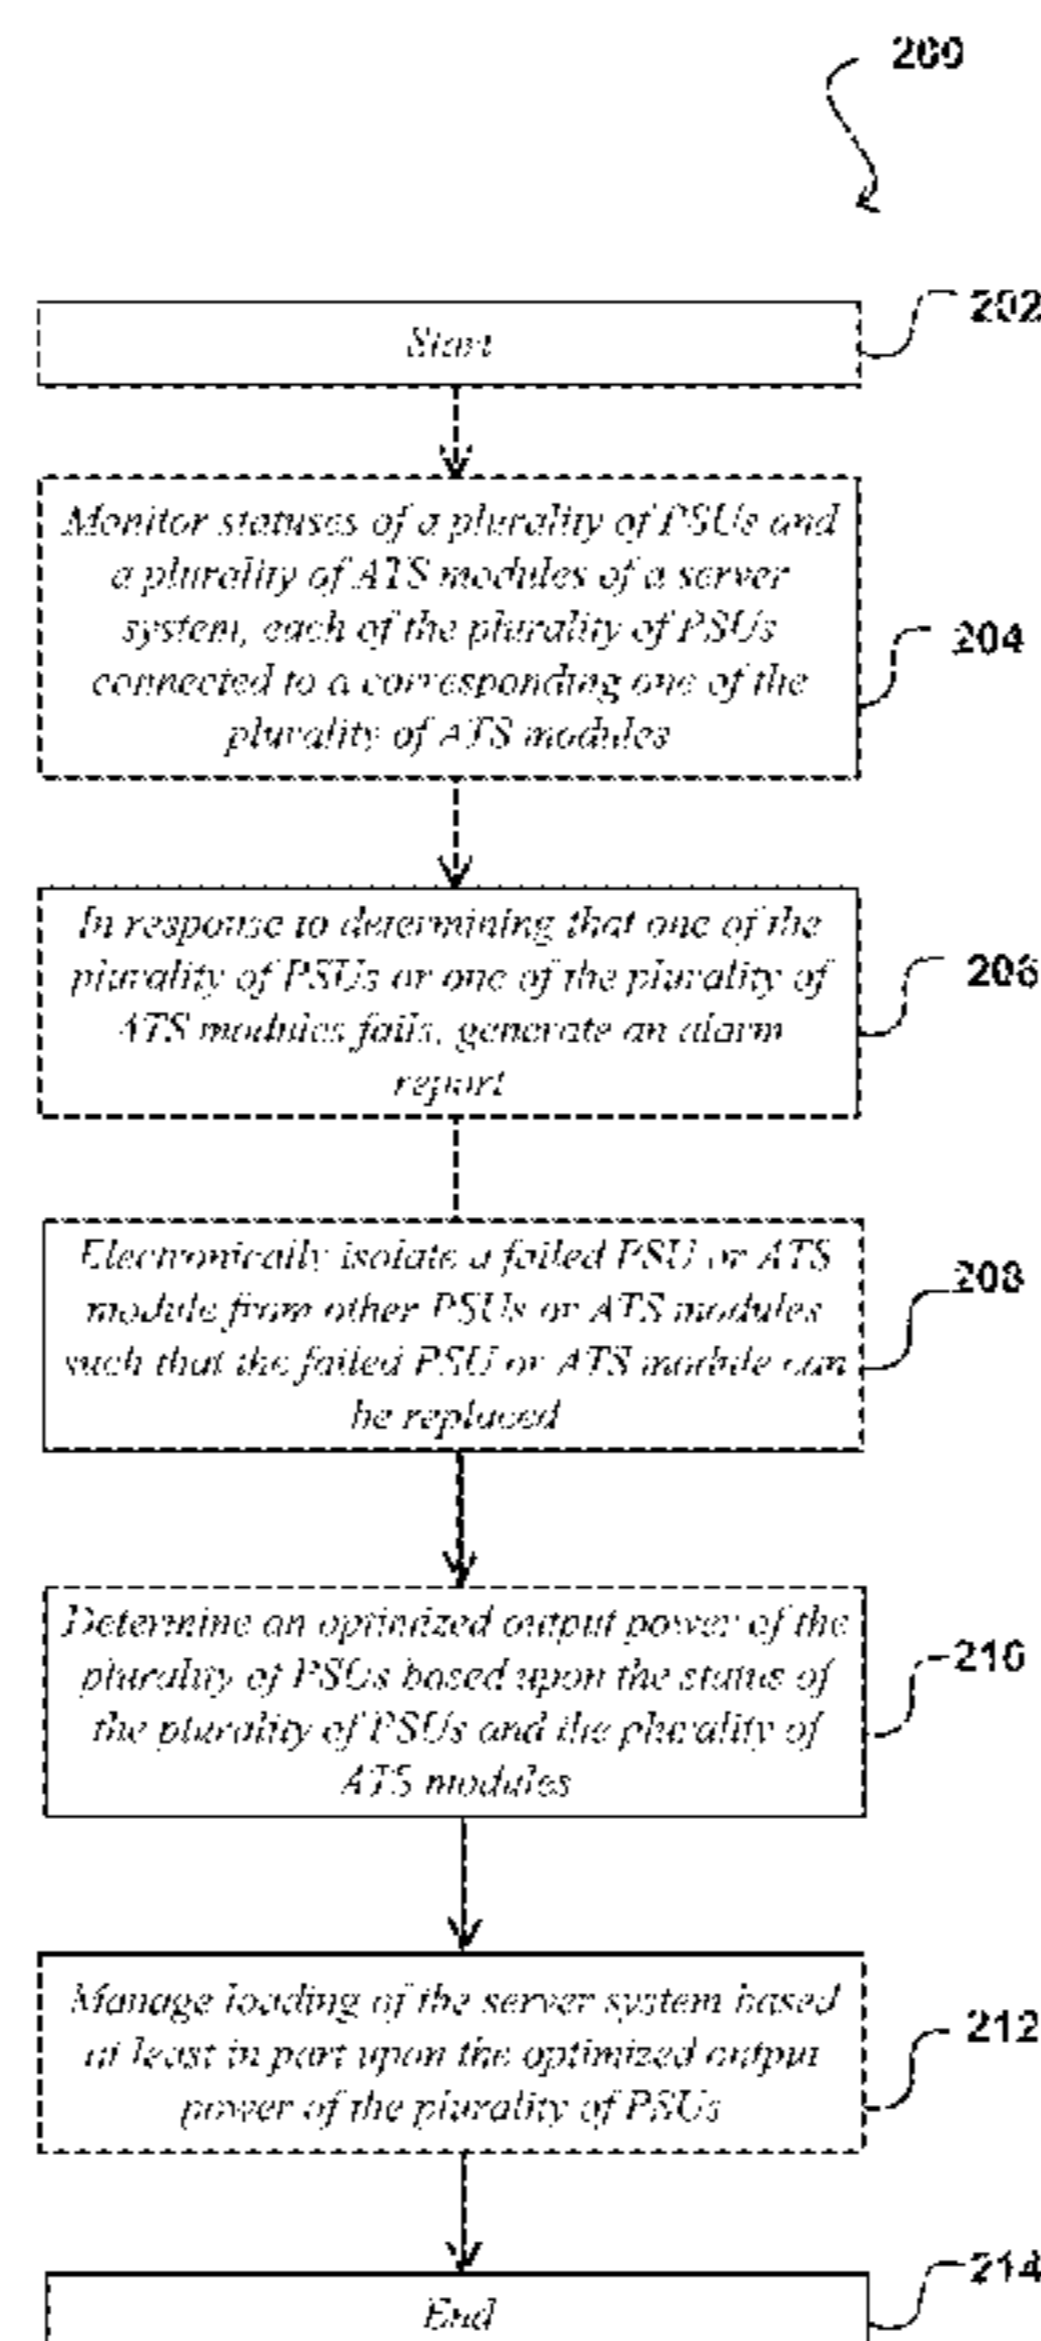 200
202
Start
Monitor statuses of a plurality of PSUs and
a plurality of ATS modules of a server
system, each of the plurality of PSUs
connected to a corresponding one of the
plurality of ATS modules
204
In response to determining that one of the
plurality of PSUs or one of the plurality of
ATS modules fails, generate an alarm
report
206
Electronically isolate a failed PSU or ATS
module from other PSUs or ATS modules
such that the failed PSU or ATS module can
be replaced
208
Determine an optimized output power of the
plurality of PSUs based upon the status of
the plurality of PSUs and the plurality of
ATS modules
210
Manage loading of the server system based
at least in part upon the optimized output
power of the plurality of PSUs
212
214
End